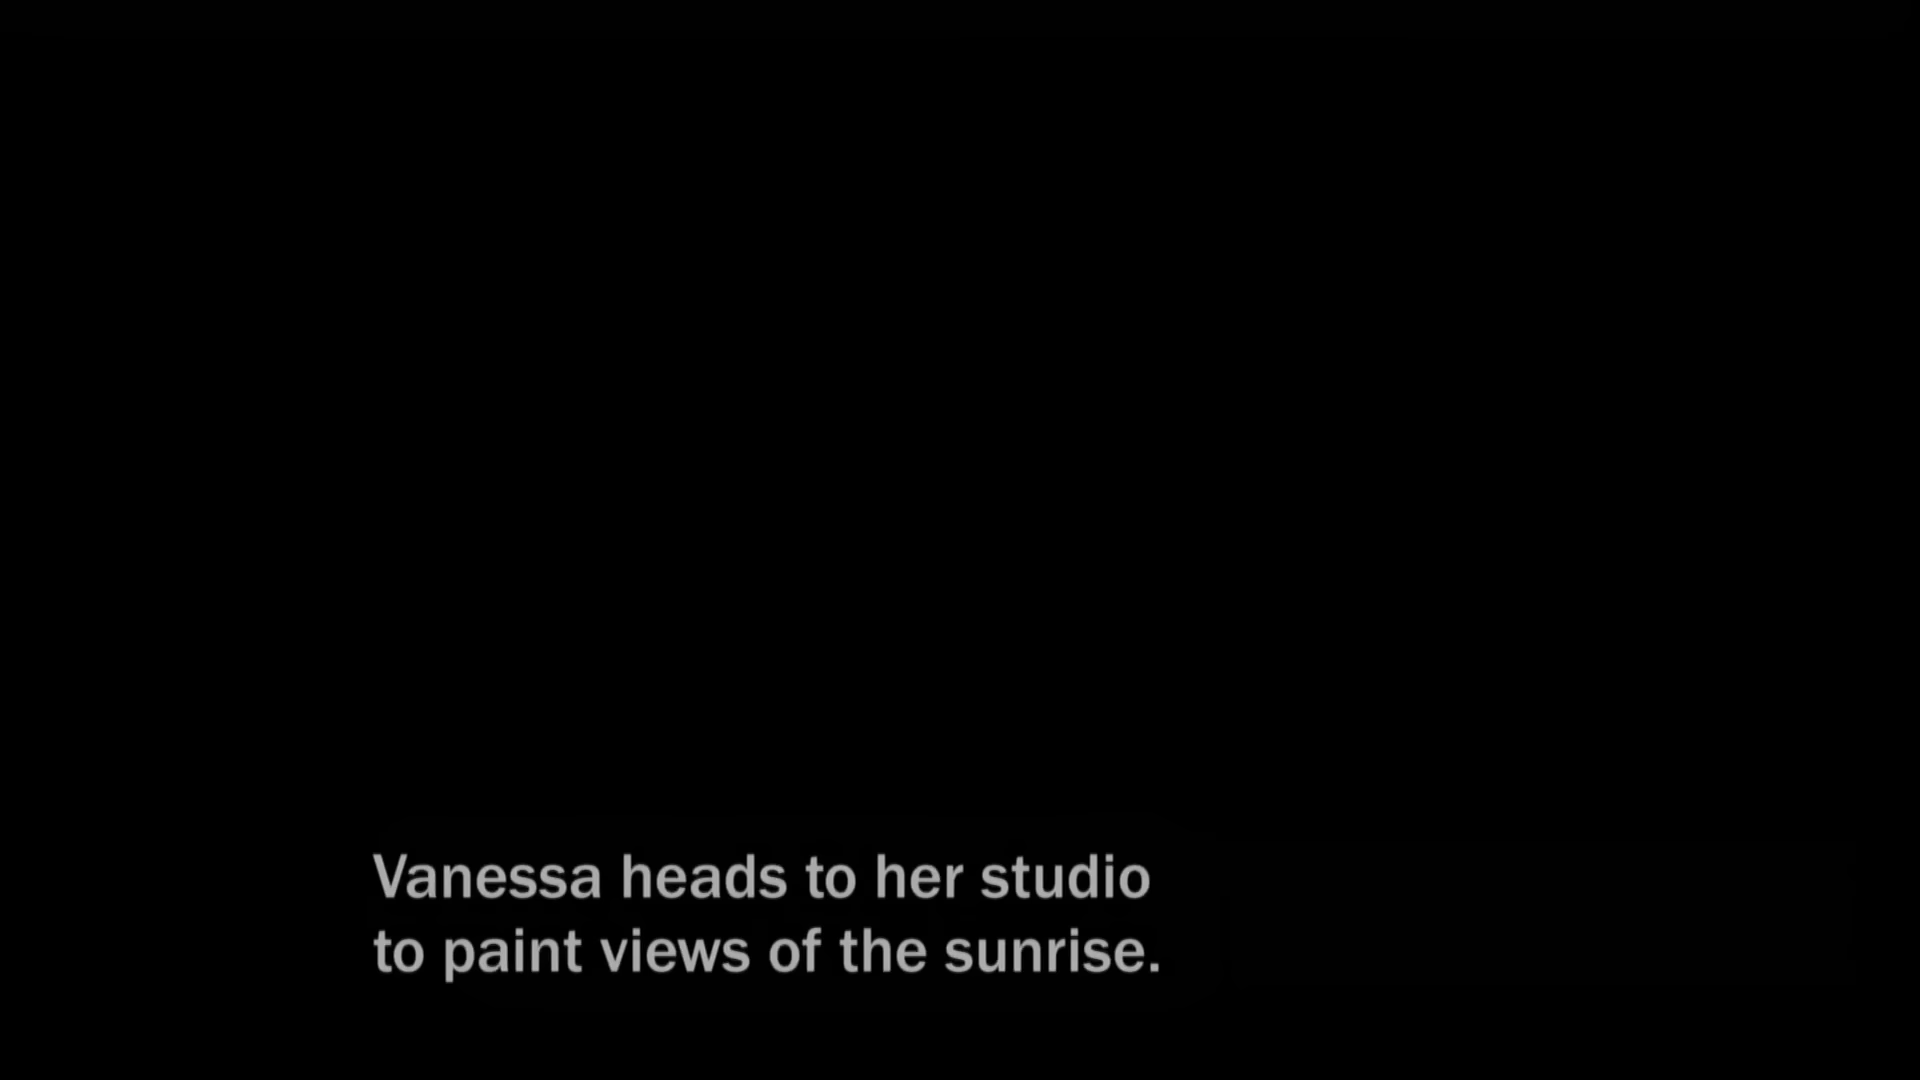 Vanessa heads to her studio
to paint views of the sunrise.